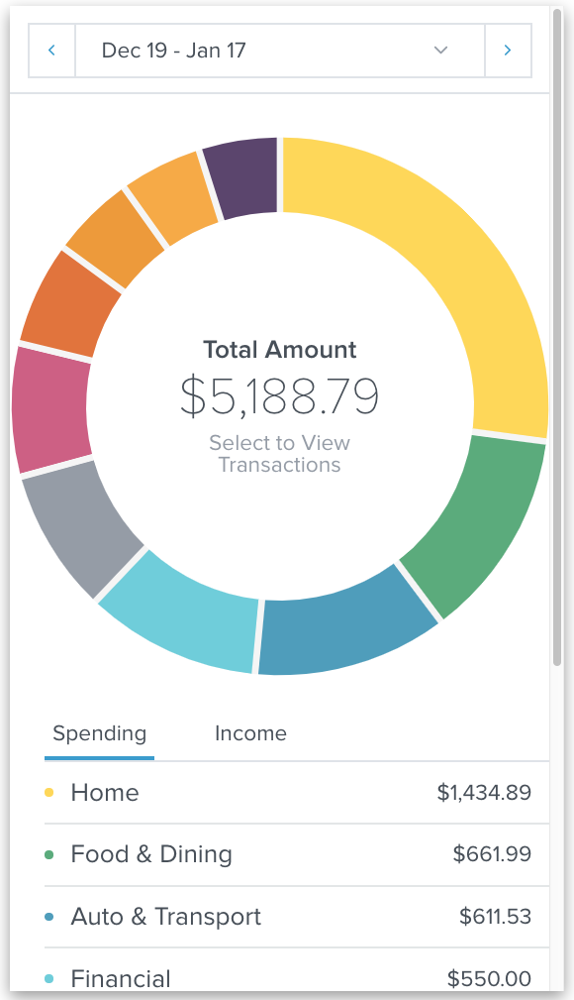 Dec 19 - Jan 17
Total Amount
$5,188.79
Select to View
Transactions
Spending Income
Home $1,434.89
Food & Dining $661.99
Auto & Transport $611.53
Financial $550.00